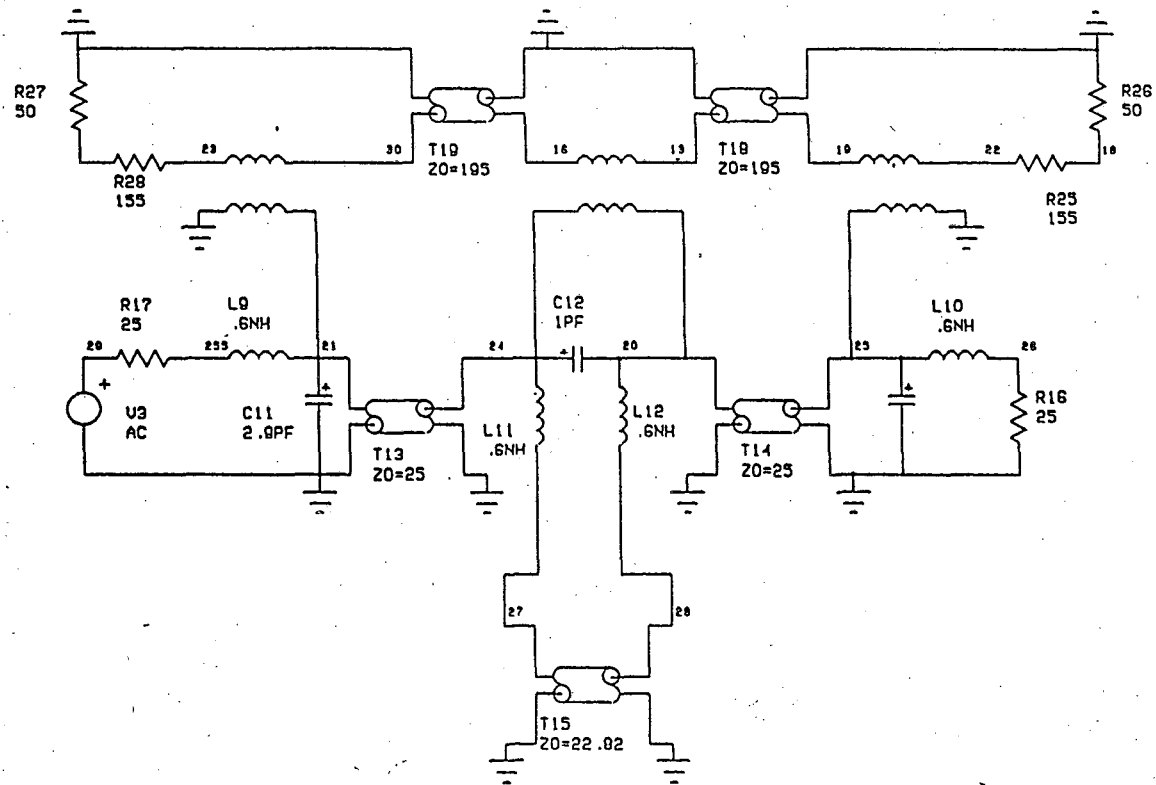 R27
50
R26
50
23
30
T19
Z0=195
16
13
T18
Z0=195
19
22
18
R28
155
R25
155
R17
25
L9
.6NH
C12
1PF
L10
.6NH
29
255
21
24
20
25
26
+
V3
AC
C11
2.9PF
+
T13
Z0=25
L11
.6NH
+
L12
.6NH
T14
Z0=25
+
R16
25
27
28
T15
Z0=22.92